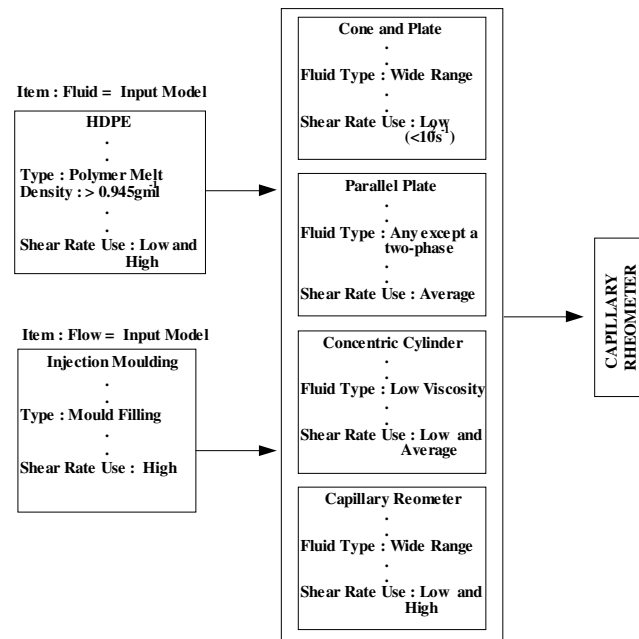 Item : Fluid = Input Model
HDPE
.
.
.
Type : Polymer Melt
Density : > 0.945gml⁻¹
.
.
Shear Rate Use : Low and
High
Item : Flow = Input Model
Injection Moulding
.
.
.
Type : Mould Filling
.
.
Shear Rate Use : High
Cone and Plate
.
.
.
Fluid Type : Wide Range
.
.
Shear Rate Use : Low
(<10²s⁻¹)
Parallel Plate
.
.
Fluid Type : Any except a
two-phase
.
.
Shear Rate Use : Average
Concentric Cylinder
.
.
Fluid Type : Low Viscosity
.
.
Shear Rate Use : Low and
Average
Capillary Reometer
.
.
Fluid Type : Wide Range
.
.
Shear Rate Use : Low and
High
CAPILLARY
RHEOMETER